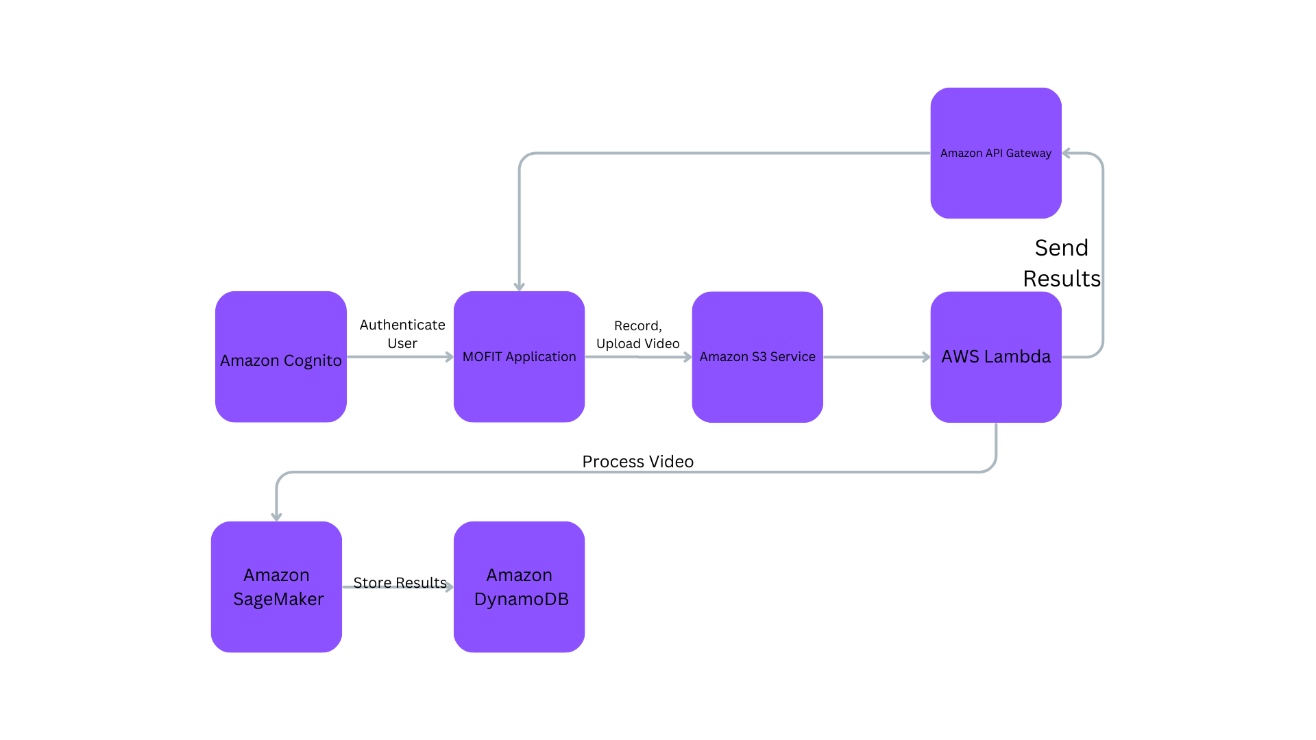 Amazon API Gateway
Send
Results
Authenticate
User
Record,
Upload Video
Amazon Cognito
MOFIT Application
Amazon S3 Service
AWS Lambda
Process Video
Amazon
SageMaker
Store Results
Amazon
DynamoDB